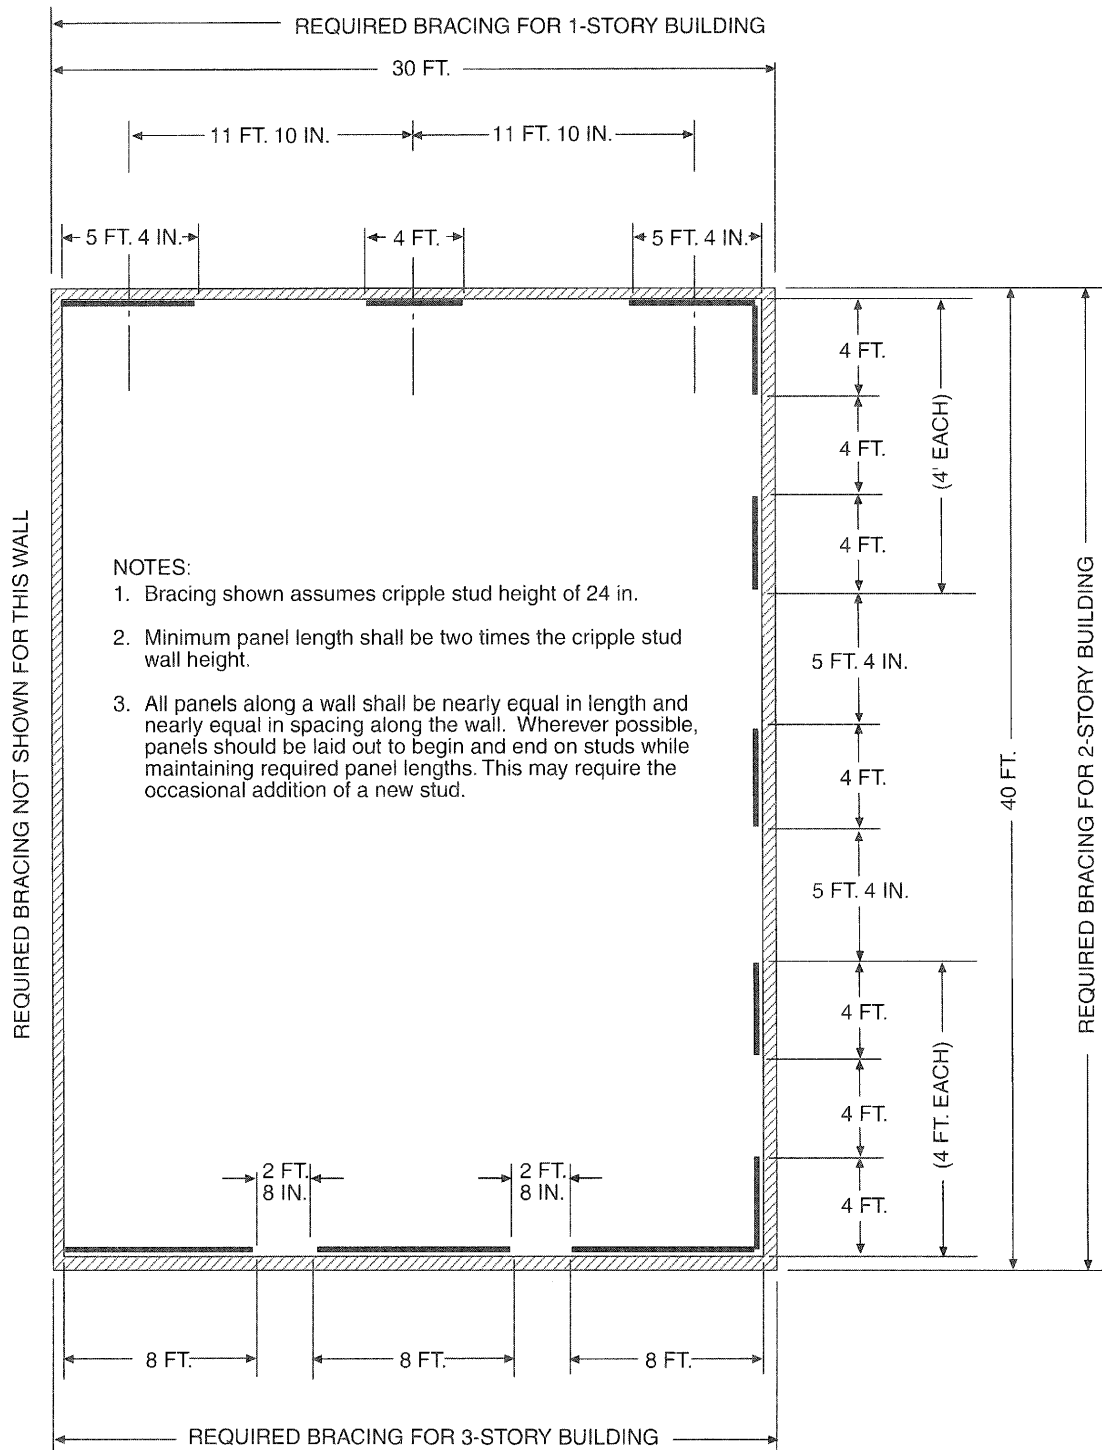 REQUIRED BRACING FOR 1-STORY BUILDING
30 FT.
11 FT. 10 IN.
11 FT. 10 IN.
5 FT. 4 IN.
4 FT.
5 FT. 4 IN.
4 FT.
4 FT.
4 FT.
(4' EACH)
5 FT. 4 IN.
4 FT.
5 FT. 4 IN.
4 FT.
4 FT.
4 FT.
(4 FT. EACH)
40 FT.
REQUIRED BRACING FOR 2-STORY BUILDING
REQUIRED BRACING NOT SHOWN FOR THIS WALL
NOTES:
1. Bracing shown assumes cripple stud height of 24 in.
2. Minimum panel length shall be two times the cripple stud
wall height.
3. All panels along a wall shall be nearly equal in length and
nearly equal in spacing along the wall. Wherever possible,
panels should be laid out to begin and end on studs while
maintaining required panel lengths. This may require the
occasional addition of a new stud.
2 FT.
8 IN.
2 FT.
8 IN.
8 FT.
8 FT.
8 FT.
REQUIRED BRACING FOR 3-STORY BUILDING